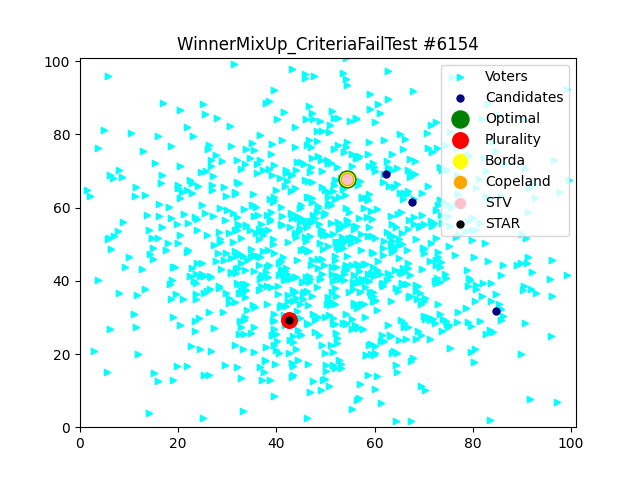 WinnerMixUp_CriteriaFailTest #6154
100
80
60
40
20
0
0 20 40 60 80 100
Voters
Candidates
Optimal
Plurality
Borda
Copeland
STV
STAR